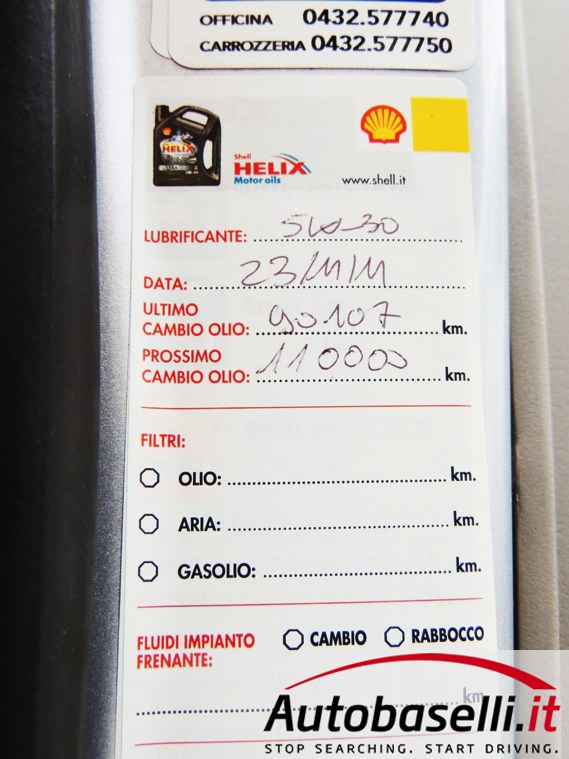 OFFICINA 0432.577740
CARROZZERIA 0432.577750
HELIX
Shell
HELIX
Motor oils
www.shell.it
LUBRIFICANTE: 5W-30
DATA: 23/11/11
ULTIMO
CAMBIO OLIO: 90107 km.
PROSSIMO
CAMBIO OLIO: 110000 km.
FILTRI:
OLIO: km.
ARIA: km.
GASOLIO: km.
FLUIDI IMPIANTO
FRENANTE:
CAMBIO RABBOCCO
km.
Autobaselli.it
STOP SEARCHING. START DRIVING.